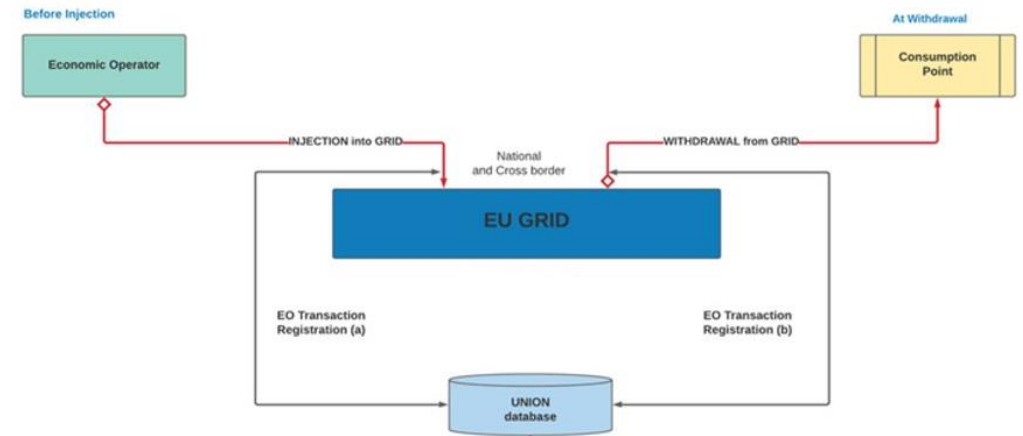 Before Injection
At Withdrawal
Economic Operator
Consumption
Point
INJECTION into GRID
WITHDRAWAL from GRID
National
and Cross border
EU GRID
EO Transaction
Registration (a)
EO Transaction
Registration (b)
UNION
database